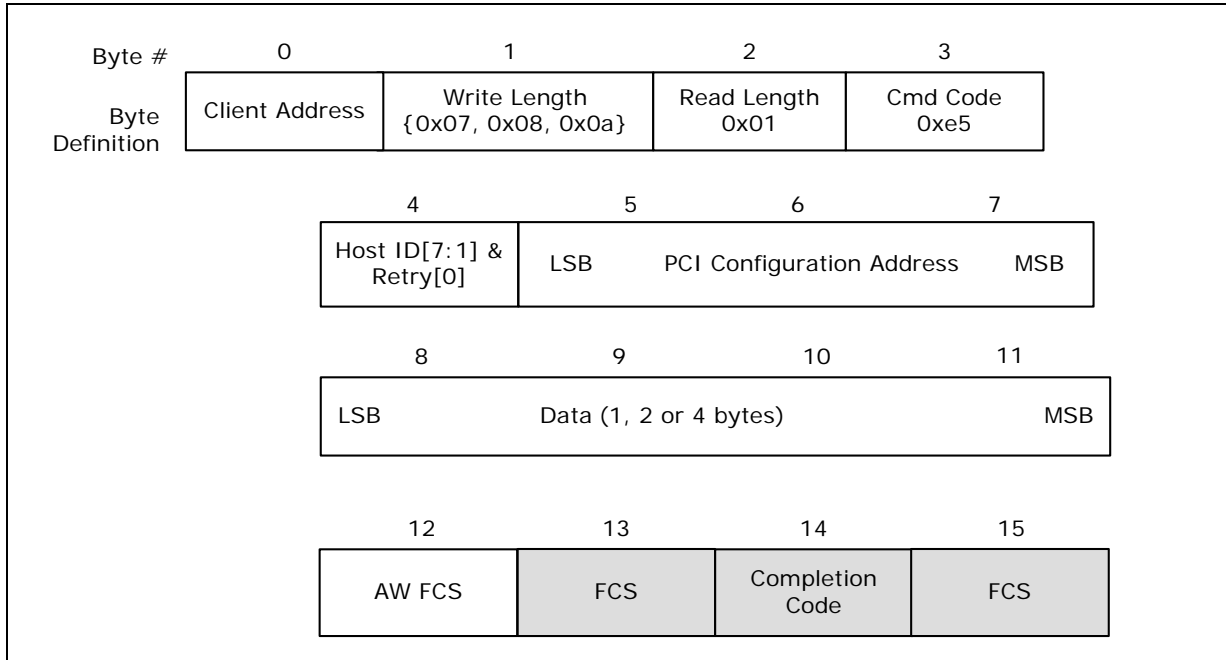 Byte # 0 1 2 3
Byte
Definition
Client Address
Write Length
{0x07, 0x08, 0x0a}
Read Length
0x01
Cmd Code
0xe5
4 5 6 7
Host ID[7:1] &
Retry[0]
LSB PCI Configuration Address MSB
8 9 10 11
LSB Data (1, 2 or 4 bytes) MSB
12 13 14 15
AW FCS
FCS
Completion
Code
FCS